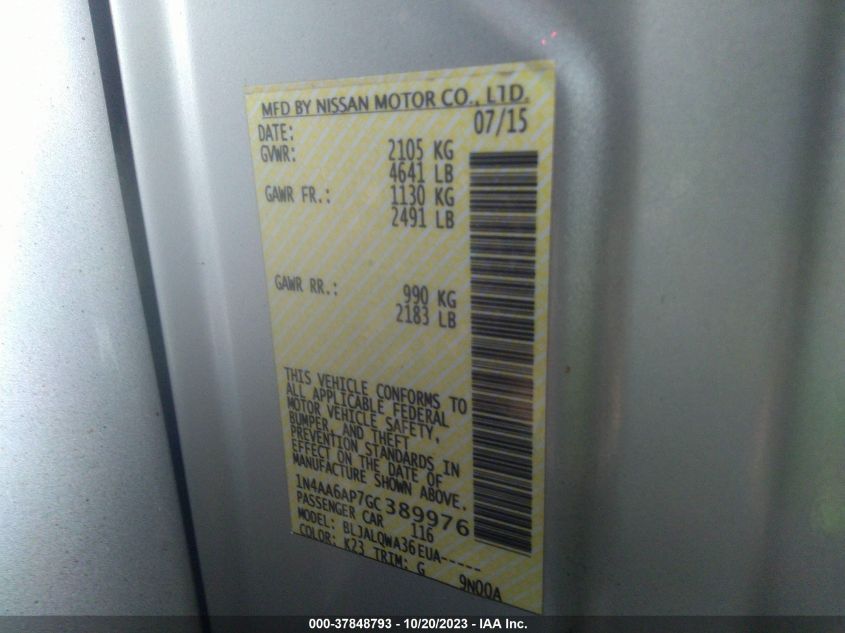 MFD BY NISSAN MOTOR CO., LTD.
DATE: 07/15
GVWR: 2105 KG
4641 LB
GAWR FR.: 1130 KG
2491 LB
GAWR RR.: 990 KG
2183 LB
THIS VEHICLE CONFORMS TO
ALL APPLICABLE FEDERAL
MOTOR VEHICLE SAFETY,
BUMPER, AND THEFT
PREVENTION STANDARDS IN
EFFECT ON THE DATE OF
MANUFACTURE SHOWN ABOVE.
1N4AA6AP7GC389976
PASSENGER CAR 116
MODEL: BLJALQWA36EUA-----
COLOR: K23 TRIM: G 9N00A
000-37848793 - 10/20/2023 - IAA Inc.